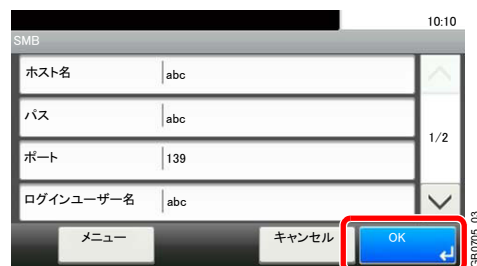 10:10
SMB
ホスト名 abc
パス abc
1/2
ポート 139
ログインユーザー名 abc
メニュー キャンセル OK
GB0705_03